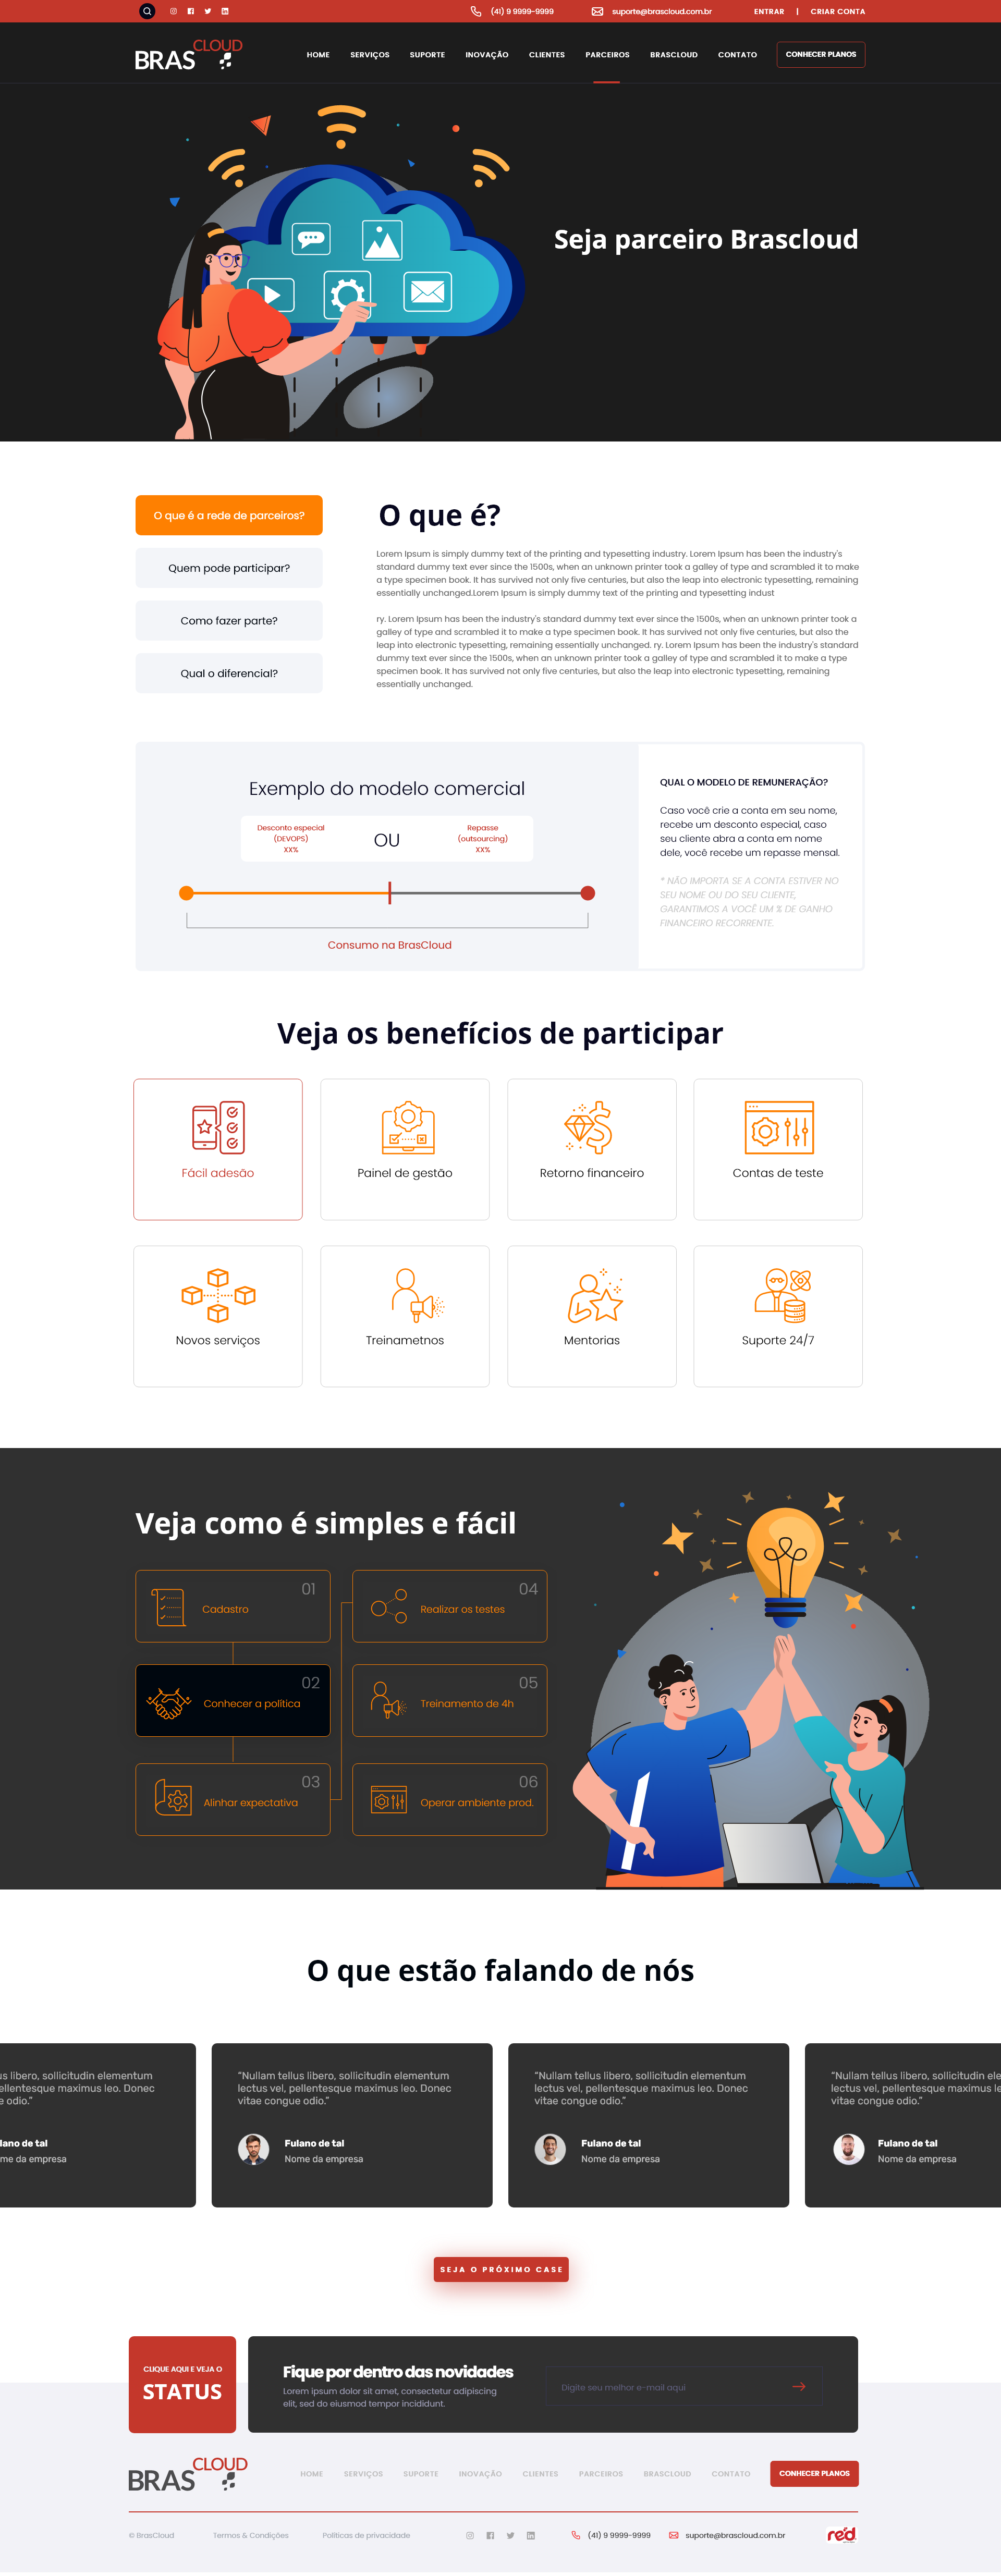 (41) 9 9999-9999
suporte@brascloud.com.br
ENTRAR | CRIAR CONTA
BRASCLOUD
HOME SERVIÇOS SUPORTE INOVAÇÃO CLIENTES PARCEIROS BRASCLOUD CONTATO CONHECER PLANOS
Seja parceiro Brascloud
O que é a rede de parceiros?
Quem pode participar?
Como fazer parte?
Qual o diferencial?
O que é?
Lorem Ipsum is simply dummy text of the printing and typesetting industry. Lorem Ipsum has been the industry's
standard dummy text ever since the 1500s, when an unknown printer took a galley of type and scrambled it to make
a type specimen book. It has survived not only five centuries, but also the leap into electronic typesetting, remaining
essentially unchanged.Lorem Ipsum is simply dummy text of the printing and typesetting indust
ry. Lorem Ipsum has been the industry's standard dummy text ever since the 1500s, when an unknown printer took a
galley of type and scrambled it to make a type specimen book. It has survived not only five centuries, but also the
leap into electronic typesetting, remaining essentially unchanged. ry. Lorem Ipsum has been the industry's standard
dummy text ever since the 1500s, when an unknown printer took a galley of type and scrambled it to make a type
specimen book. It has survived not only five centuries, but also the leap into electronic typesetting, remaining
essentially unchanged.
Exemplo do modelo comercial
Desconto especial
(DEVOPS)
XX%
OU
Repasse
(outsourcing)
XX%
Consumo na BrasCloud
QUAL O MODELO DE REMUNERAÇÃO?
Caso você crie a conta em seu nome,
recebe um desconto especial, caso
seu cliente abra a conta em nome
dele, você recebe um repasse mensal.
* NÃO IMPORTA SE A CONTA ESTIVER NO
SEU NOME OU DO SEU CLIENTE,
GARANTIMOS A VOCÊ UM % DE GANHO
FINANCEIRO RECORRENTE.
Veja os benefícios de participar
Fácil adesão
Painel de gestão
Retorno financeiro
Contas de teste
Novos serviços
Treinametnos
Mentorias
Suporte 24/7
Veja como é simples e fácil
01
Cadastro
02
Conhecer a política
03
Alinhar expectativa
04
Realizar os testes
05
Treinamento de 4h
06
Operar ambiente prod.
O que estão falando de nós
us libero, sollicitudin elementum
ellentesque maximus leo. Donec
e odio.”
lano de tal
me da empresa
“Nullam tellus libero, sollicitudin elementum
lectus vel, pellentesque maximus leo. Donec
vitae congue odio.”
Fulano de tal
Nome da empresa
“Nullam tellus libero, sollicitudin elementum
lectus vel, pellentesque maximus leo. Donec
vitae congue odio.”
Fulano de tal
Nome da empresa
“Nullam tellus libero, sollicitudin ele
lectus vel, pellentesque maximus le
vitae congue odio.”
Fulano de tal
Nome da empresa
SEJA O PRÓXIMO CASE
CLIQUE AQUI E VEJA O
STATUS
Fique por dentro das novidades
Lorem ipsum dolor sit amet, consectetur adipiscing
elit, sed do eiusmod tempor incididunt.
Digite seu melhor e-mail aqui
BRASCLOUD
HOME SERVIÇOS SUPORTE INOVAÇÃO CLIENTES PARCEIROS BRASCLOUD CONTATO CONHECER PLANOS
© BrasCloud
Termos & Condições
Políticas de privacidade
(41) 9 9999-9999
suporte@brascloud.com.br
red